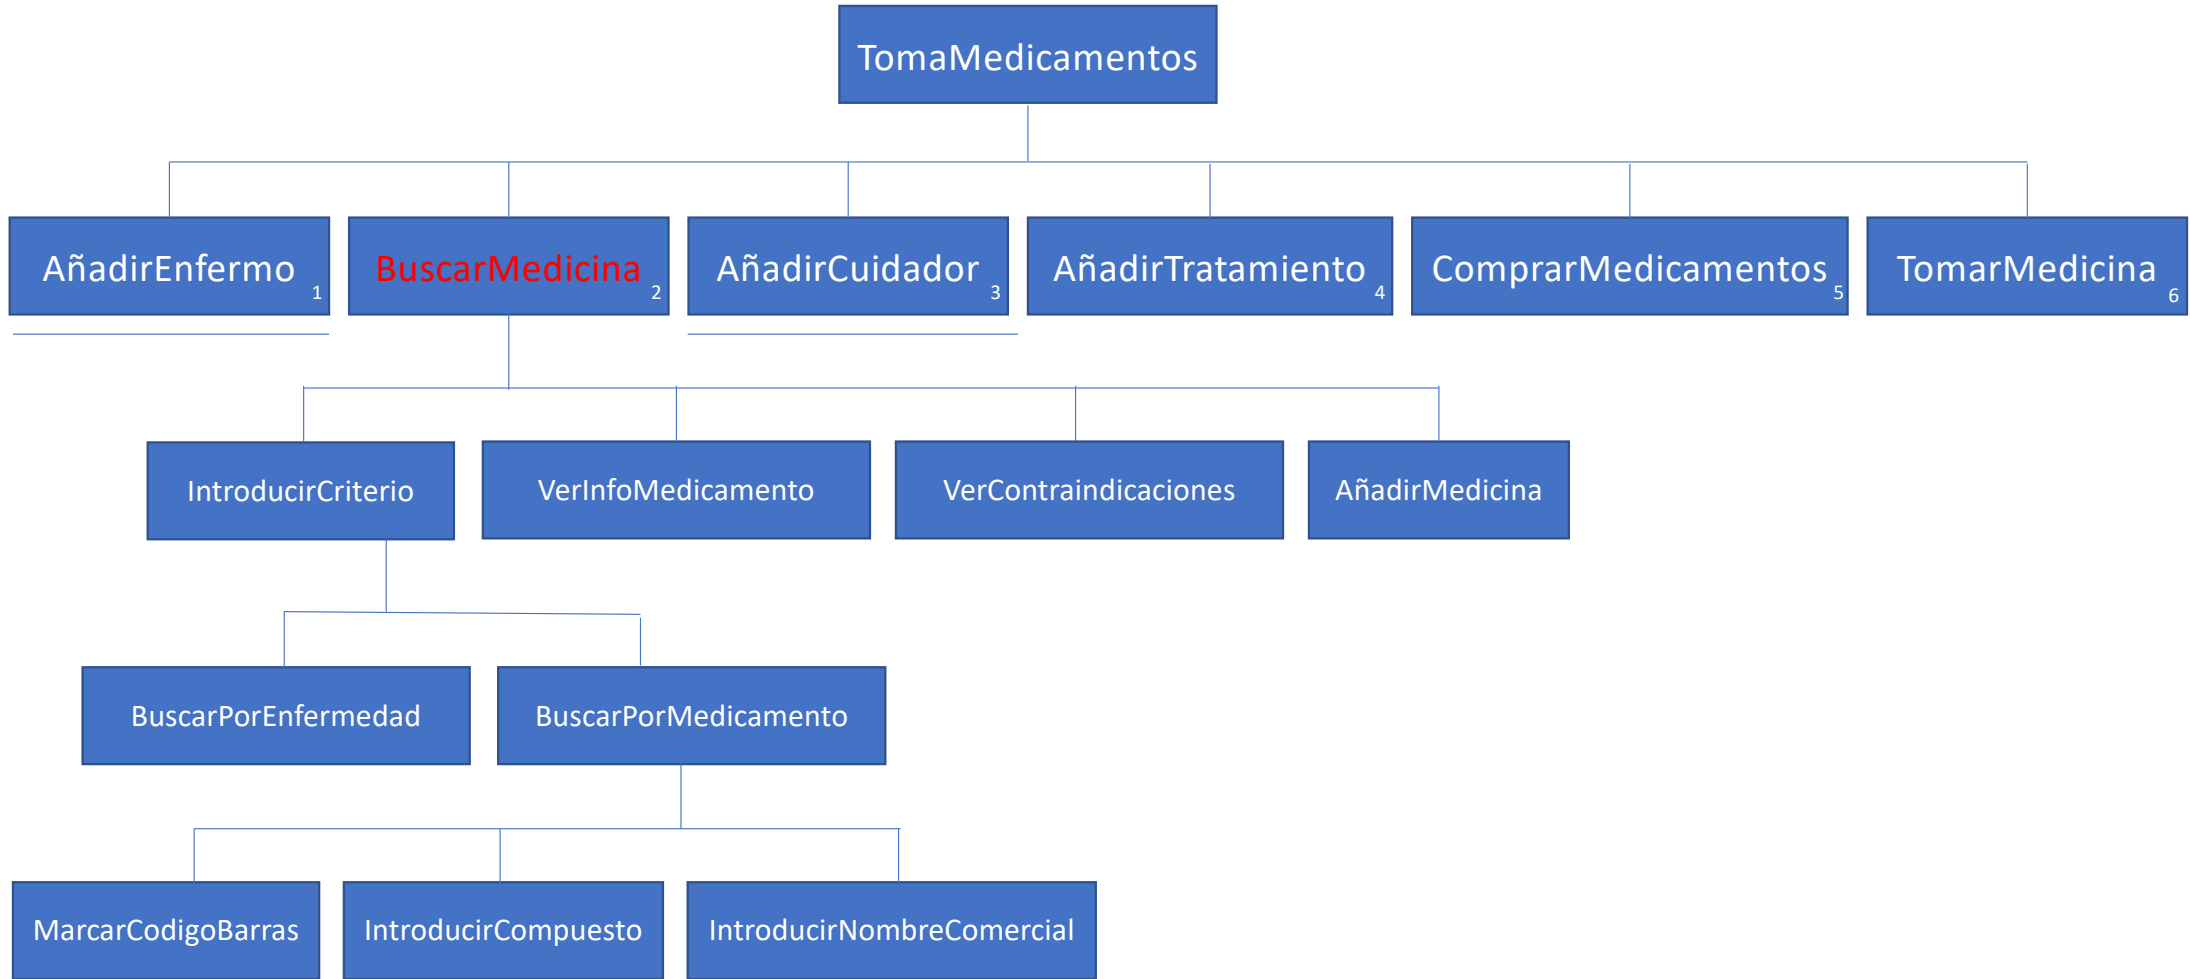 TomaMedicamentos
AñadirEnfermo 1
BuscarMedicina 2
AñadirCuidador 3
AñadirTratamiento 4
ComprarMedicamentos 5
TomarMedicina 6
IntroducirCriterio
VerInfoMedicamento
VerContraindicaciones
AñadirMedicina
BuscarPorEnfermedad
BuscarPorMedicamento
MarcarCodigoBarras
IntroducirCompuesto
IntroducirNombreComercial